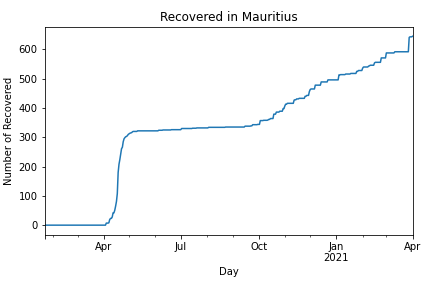 Recovered in Mauritius
Number of Recovered
600
500
400
300
200
100
0
Apr
Jul
Oct
Jan
2021
Apr
Day